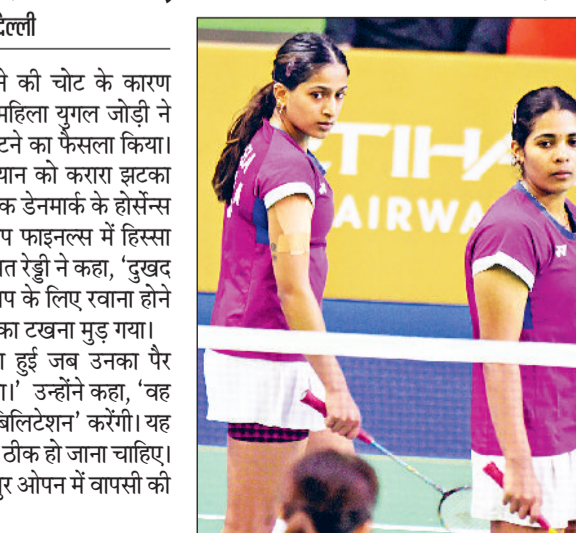 दिल्ली
ने की चोट के कारण
महिला युगल जोड़ी ने
टने का फैसला किया।
यान को करारा झटका
क डेनमार्क के होर्सेन्स
प फाइनल्स में हिस्सा
त रेड्डी ने कहा, ‘दुखद
प के लिए रवाना होने
का टखना मुड़ गया।
ा हुई जब उनका पैर
ा।’ उन्होंने कहा, ‘वह
बिलिटेशन’ करेंगी। यह
ठीक हो जाना चाहिए।
ुर ओपन में वापसी की
ETIHA
AIRWA